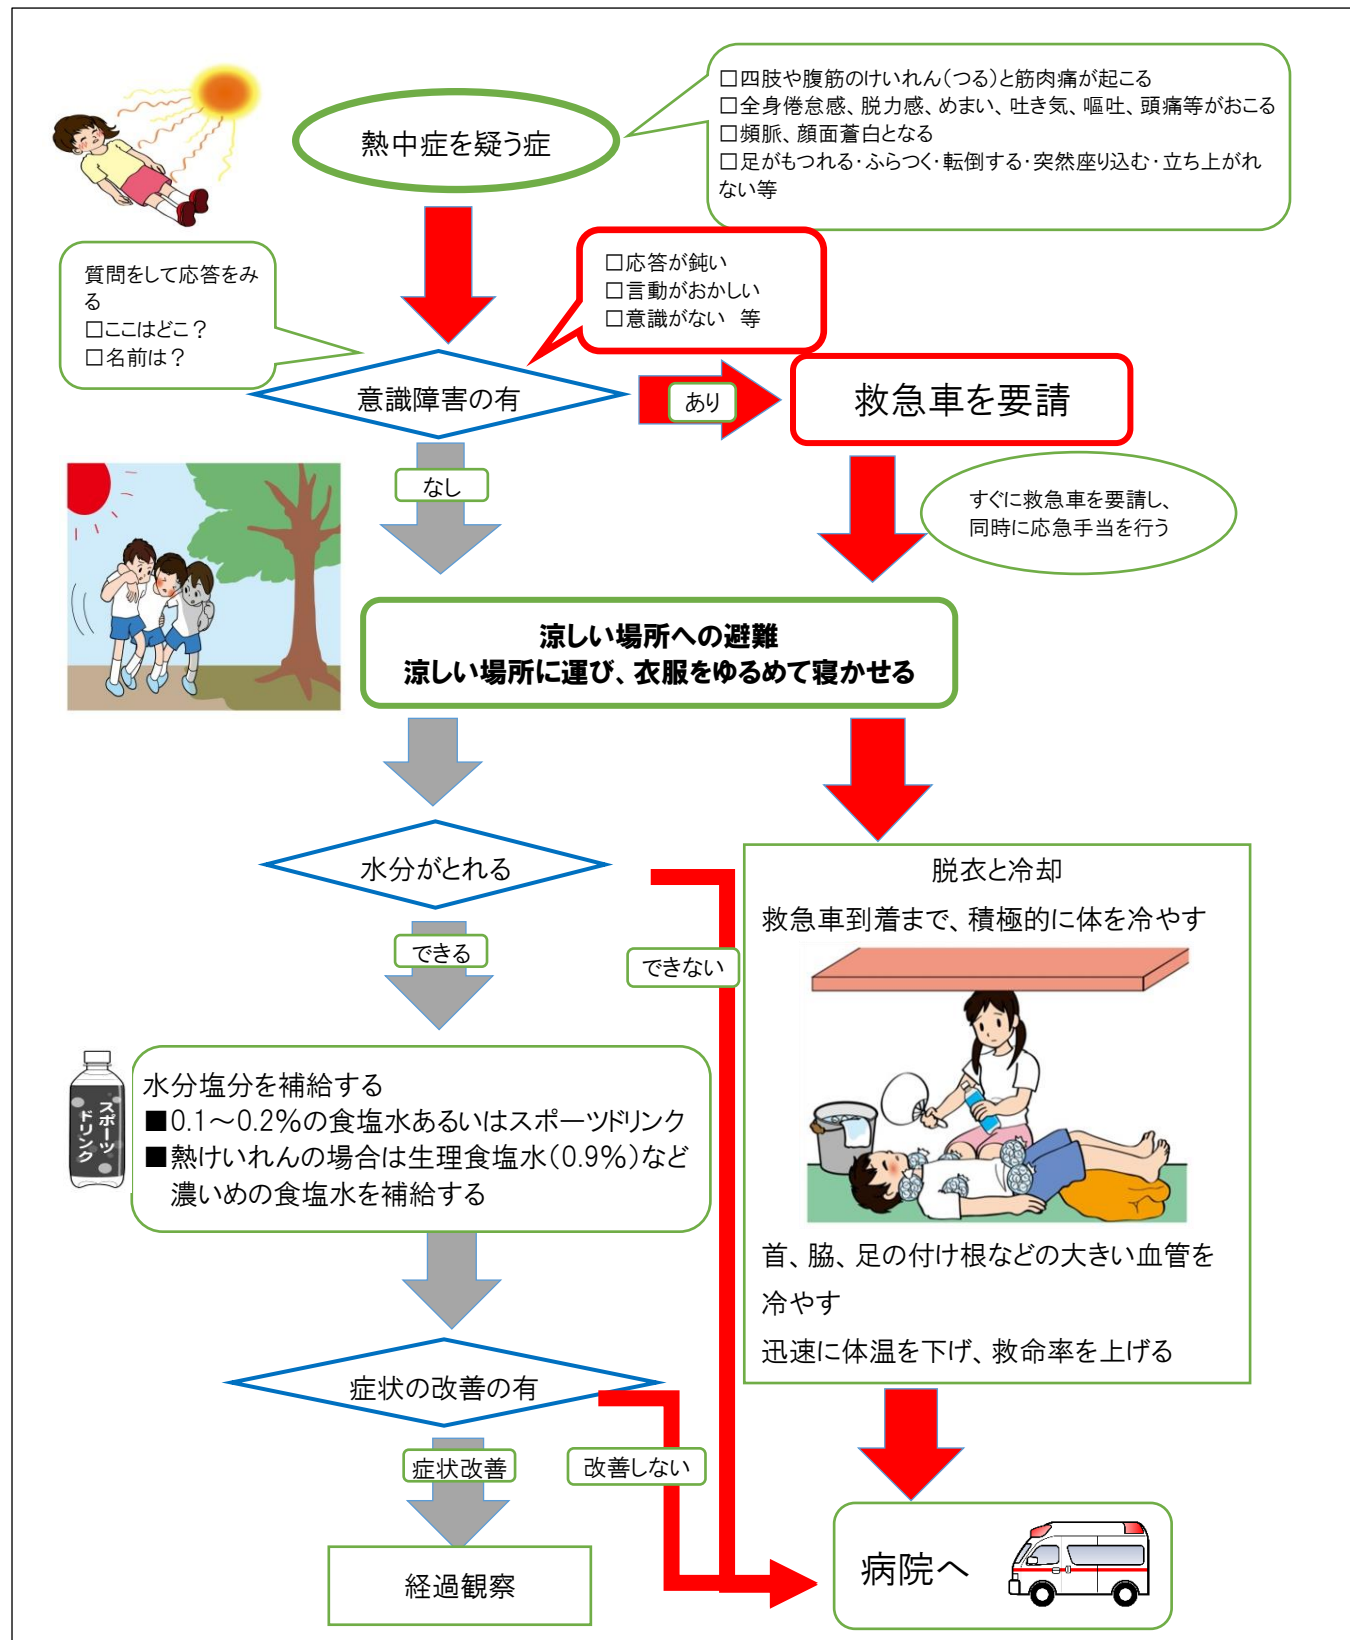 熱中症を疑う症
□四肢や腹筋のけいれん(つる)と筋肉痛が起こる
□全身倦怠感、脱力感、めまい、吐き気、嘔吐、頭痛等がおこる
□頻脈、顔面蒼白となる
□足がもつれる・ふらつく・転倒する・突然座り込む・立ち上がれ
ない等
質問をして応答をみ
る
□ここはどこ?
□名前は?
□応答が鈍い
□言動がおかしい
□意識がない 等
意識障害の有
あり
救急車を要請
なし
すぐに救急車を要請し、
同時に応急手当を行う
涼しい場所への避難
涼しい場所に運び、衣服をゆるめて寝かせる
水分がとれる
できる
できない
脱衣と冷却
救急車到着まで、積極的に体を冷やす
首、脇、足の付け根などの大きい血管を
冷やす
迅速に体温を下げ、救命率を上げる
スポーツ
ドリンク
水分塩分を補給する
■0.1～0.2%の食塩水あるいはスポーツドリンク
■熱けいれんの場合は生理食塩水(0.9%)など
濃いめの食塩水を補給する
症状の改善の有
症状改善
改善しない
経過観察
病院へ